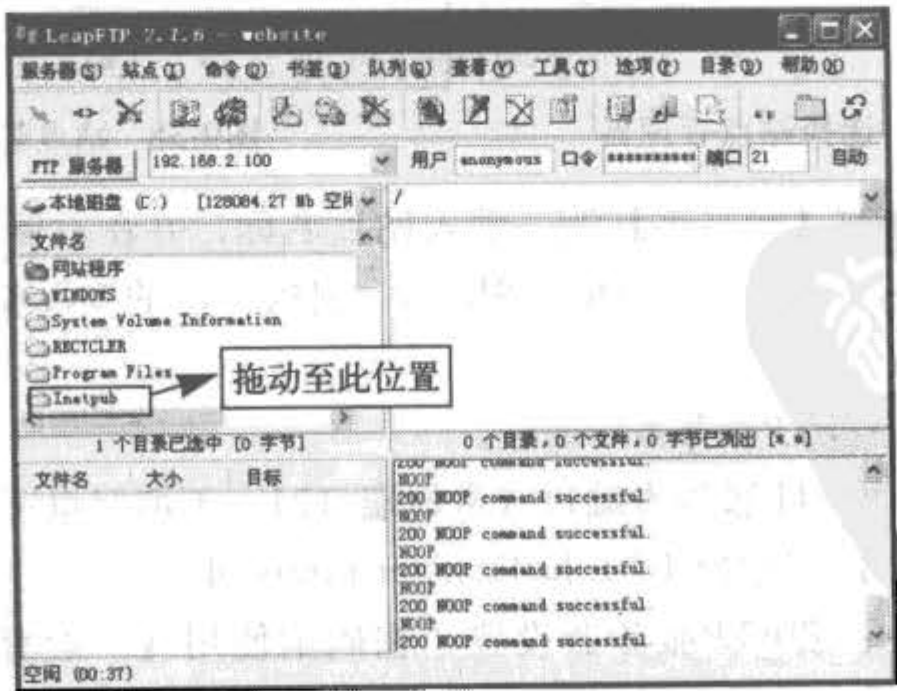 LeapFTP 2.7.6 - website
服务器(S) 站点(T) 命令(O) 书签(B) 队列(Q) 查看(V) 工具(T) 选项(P) 目录(D) 帮助(H)
FTP 服务器 192.168.2.100 用户 anonymous 口令 ********** 端口 21 自动
本地磁盘 (C:) [128084.27 Mb 空 /
文件名
网站程序
WINDOWS
System Volume Information
RECYCLER
Program Files
拖动至此位置
Inetpub
1 个目录已选中 [0 字节] 0 个目录,0 个文件,0 字节已列出 [*.*]
文件名 大小 目标
200 NOOP command successful.
NOOP
200 NOOP command successful.
NOOP
200 NOOP command successful.
NOOP
200 NOOP command successful.
NOOP
200 NOOP command successful.
NOOP
200 NOOP command successful.
空闲 (00:37)